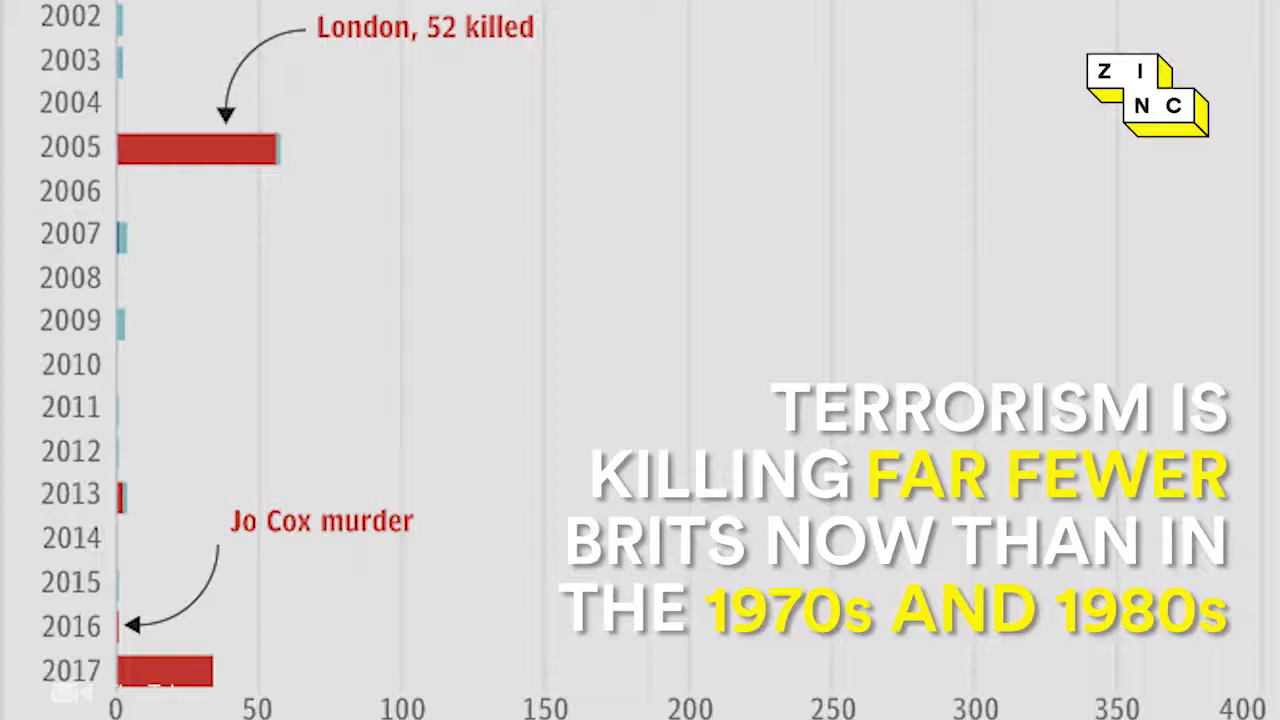 2002
London, 52 killed
2003
2004
2005
2006
2007
2008
2009
2010
2011
2012
2013
Jo Cox murder
2014
2015
2016
2017
0 50 100 150 200 250 300 350 400
Z I
N C
TERRORISM IS
KILLING FAR FEWER
BRITS NOW THAN IN
THE 1970s AND 1980s